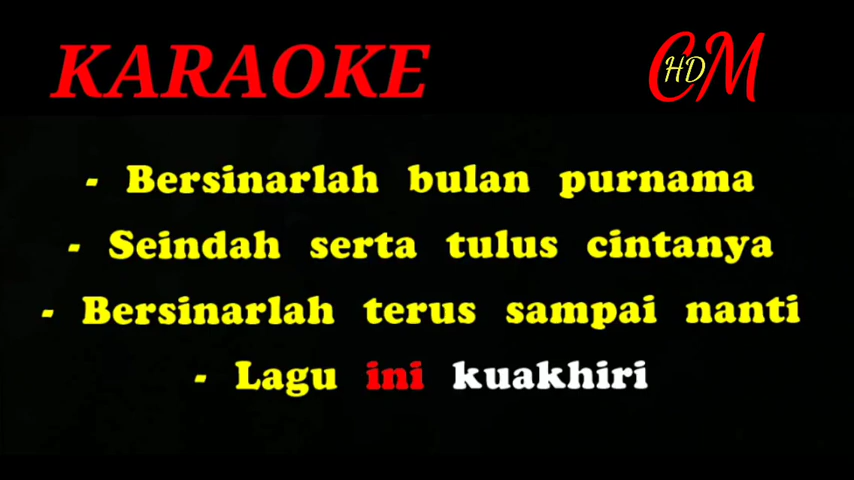 KARAOKE
CHDM
- Bersinarlah bulan purnama
- Seindah serta tulus cintanya
- Bersinarlah terus sampai nanti
- Lagu ini kuakhiri